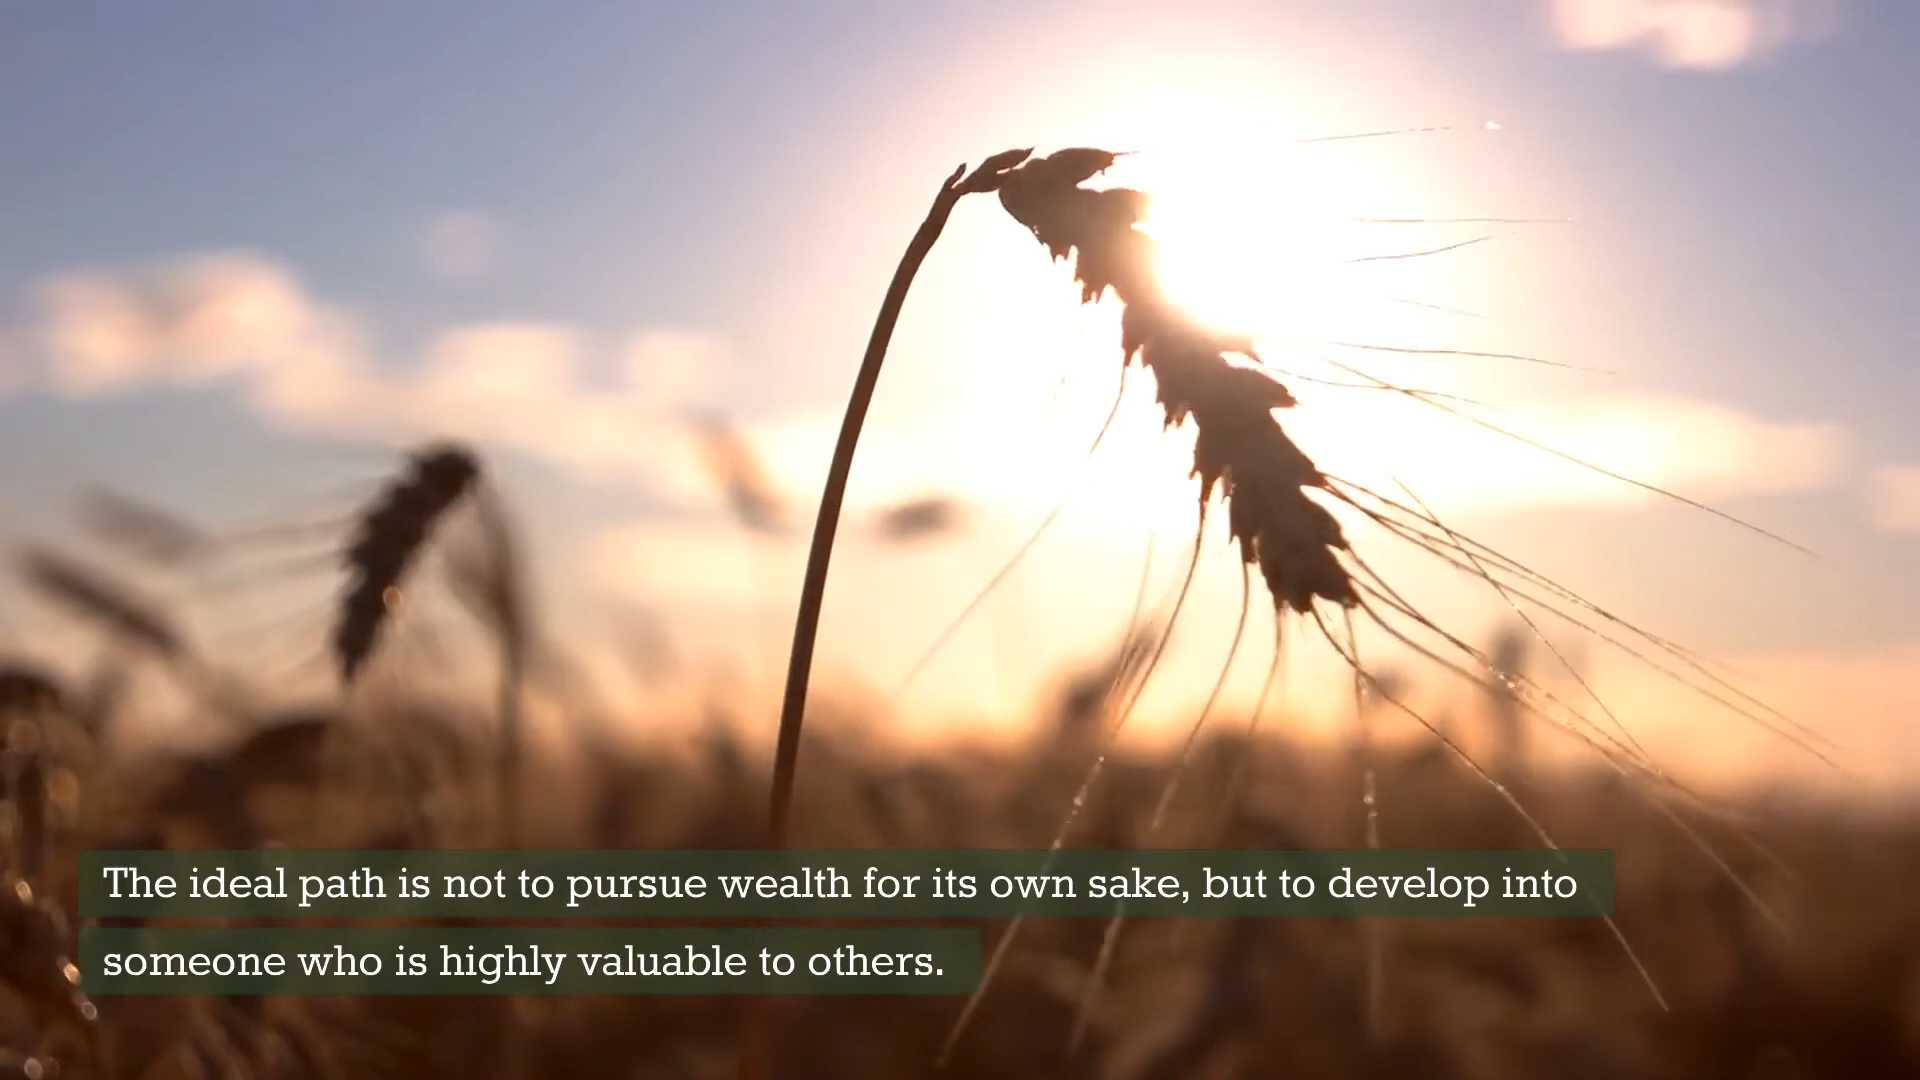 The ideal path is not to pursue wealth for its own sake, but to develop into
someone who is highly valuable to others.